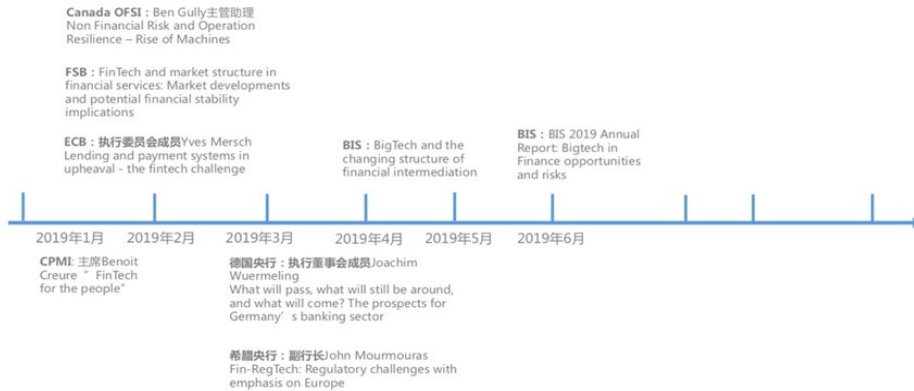 Canada OFSI：Ben Gully主管助理
Non Financial Risk and Operation
Resilience – Rise of Machines
FSB：FinTech and market structure in
financial services: Market developments
and potential financial stability
implications
ECB：执行委员会成员Yves Mersch
Lending and payment systems in
upheaval - the fintech challenge
BIS：BigTech and the
changing structure of
financial intermediation
BIS：BIS 2019 Annual
Report: Bigtech in
Finance opportunities
and risks
2019年1月
2019年2月
2019年3月
2019年4月
2019年5月
2019年6月
CPMI: 主席Benoit
Creure“ FinTech
for the people”
德国央行：执行董事会成员Joachim
Wuermeling
What will pass, what will still be around,
and what will come? The prospects for
Germany’s banking sector
希腊央行：副行长John Mourmouras
Fin-RegTech: Regulatory challenges with
emphasis on Europe